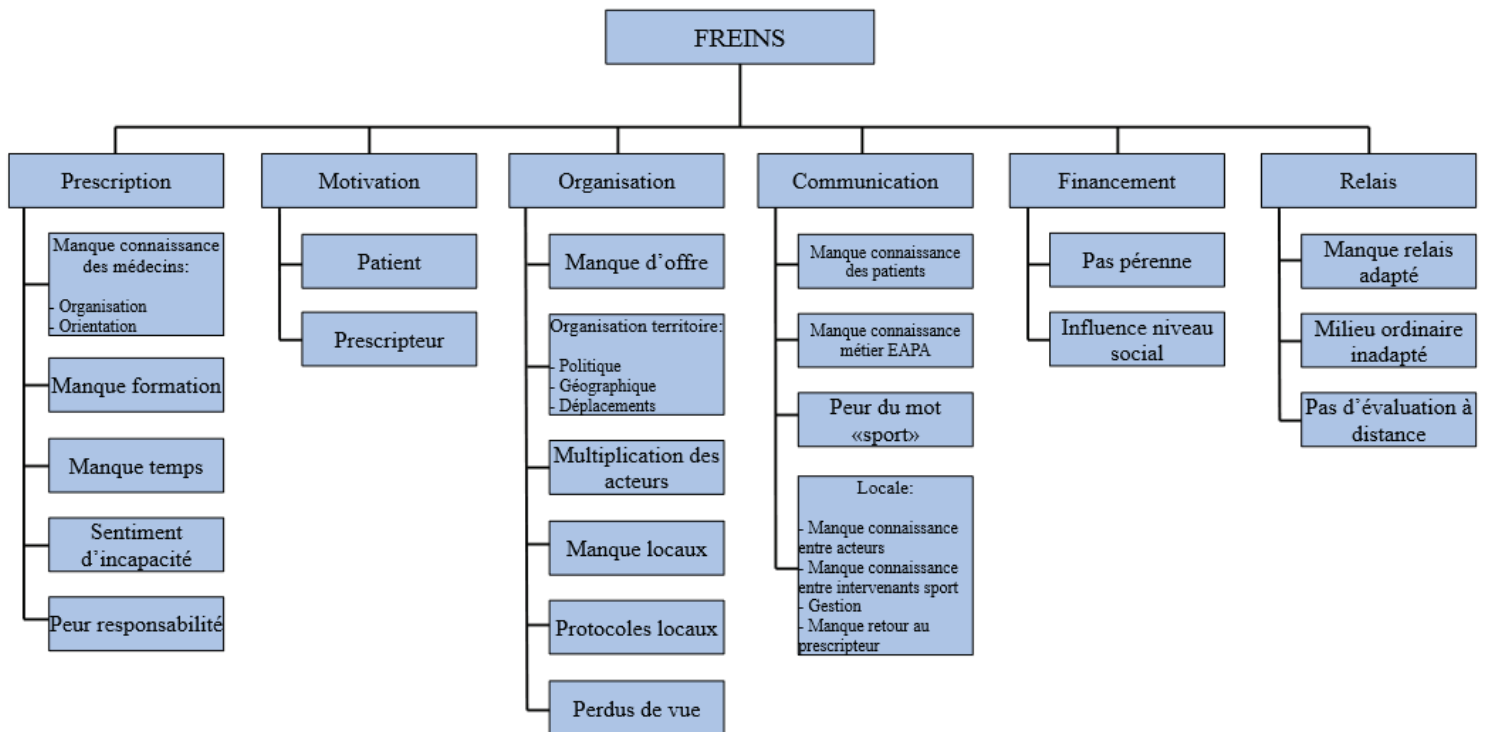 FREINS
Prescription
Manque connaissance
des médecins:
- Organisation
- Orientation
Manque formation
Manque temps
Sentiment
d’incapacité
Peur responsabilité
Motivation
Patient
Prescripteur
Organisation
Manque d’offre
Organisation territoire:
- Politique
- Géographique
- Déplacements
Multiplication des
acteurs
Manque locaux
Protocoles locaux
Perdus de vue
Communication
Manque connaissance
des patients
Manque connaissance
métier EAPA
Peur du mot
«sport»
Locale:
- Manque connaissance
entre acteurs
- Manque connaissance
entre intervenants sport
- Gestion
- Manque retour au
prescripteur
Financement
Pas pérenne
Influence niveau
social
Relais
Manque relais
adapté
Milieu ordinaire
inadapté
Pas d’évaluation à
distance